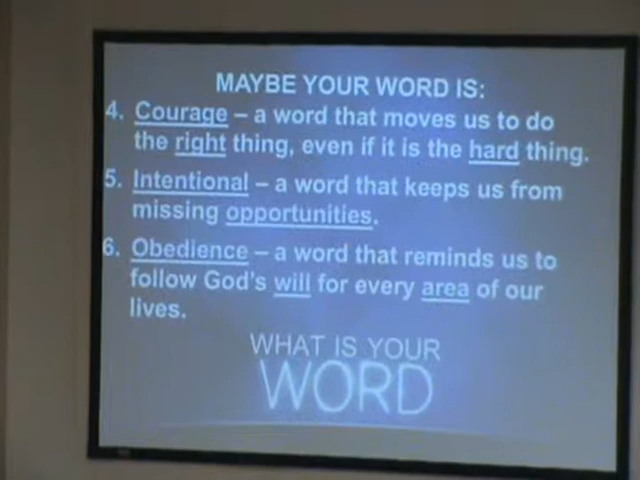 MAYBE YOUR WORD IS:
4. Courage – a word that moves us to do
the right thing, even if it is the hard thing.
5. Intentional – a word that keeps us from
missing opportunities.
6. Obedience – a word that reminds us to
follow God's will for every area of our
lives.
WHAT IS YOUR
WORD